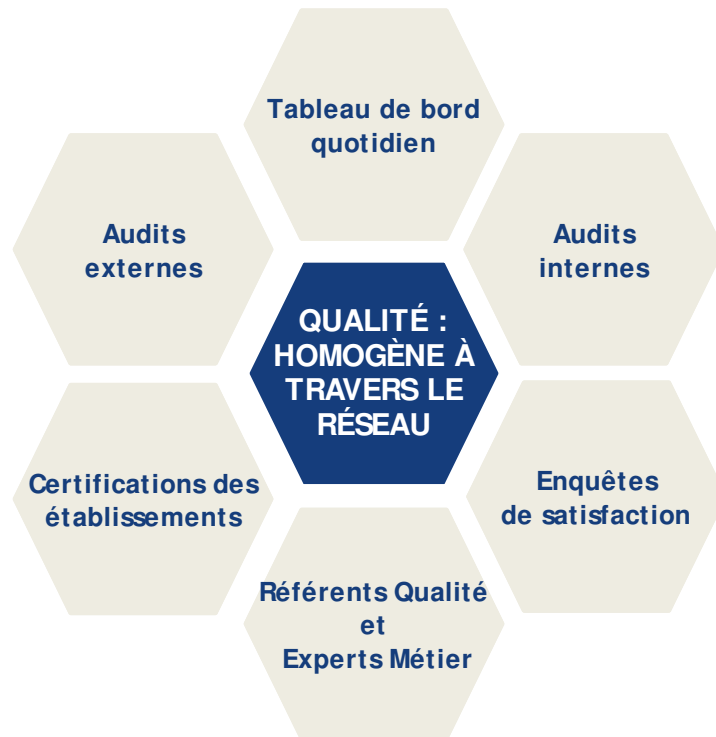 Tableau de bord
quotidien
Audits
externes
Audits
internes
QUALITÉ :
HOMOGÈNE À
TRAVERS LE
RÉSEAU
Certifications des
établissements
Enquêtes
de satisfaction
Référents Qualité
et
Experts Métier